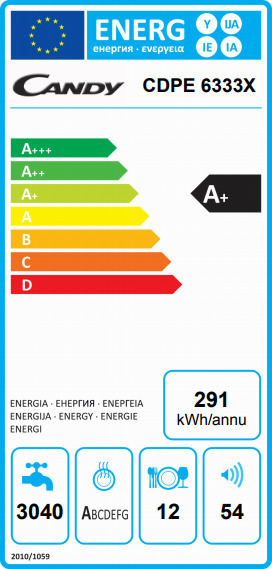 ENERG
енергия · ενεργεια
Y IJA
IE IA
CANDY CDPE 6333X
A+++
A++
A+
A
B
C
D
A+
291
kWh/annu
ENERGIA · ЕНЕРГИЯ · ΕΝΕΡΓΕΙΑ
ENERGIJA · ENERGY · ENERGIE
ENERGI
3040
ABCDEFG
12
54
2010/1059